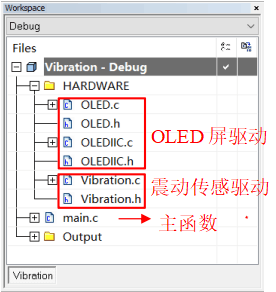 Workspace
Debug
Files
Vibration - Debug
HARDWARE
OLED.c
OLED.h
OLEDIIC.c
OLEDIIC.h
OLED 屏驱动
Vibration.c
Vibration.h
震动传感驱动
main.c
主函数
Output
Vibration